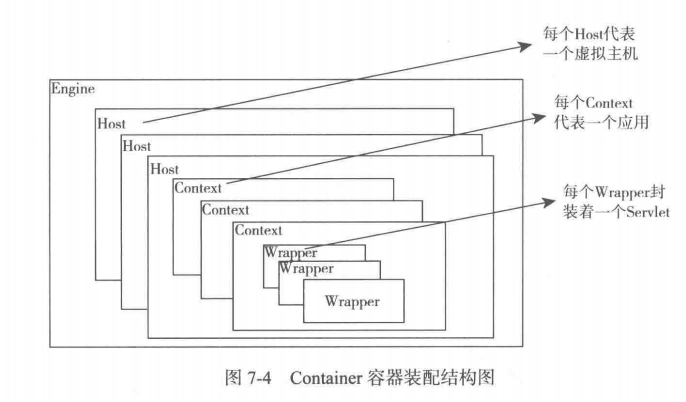 每个Host代表
一个虚拟主机
Engine
Host
每个Context
代表一个应用
Host
Host
Context
每个Wrapper封
装着一个Servlet
Context
Context
Wrapper
Wrapper
Wrapper
图 7-4 Container 容器装配结构图